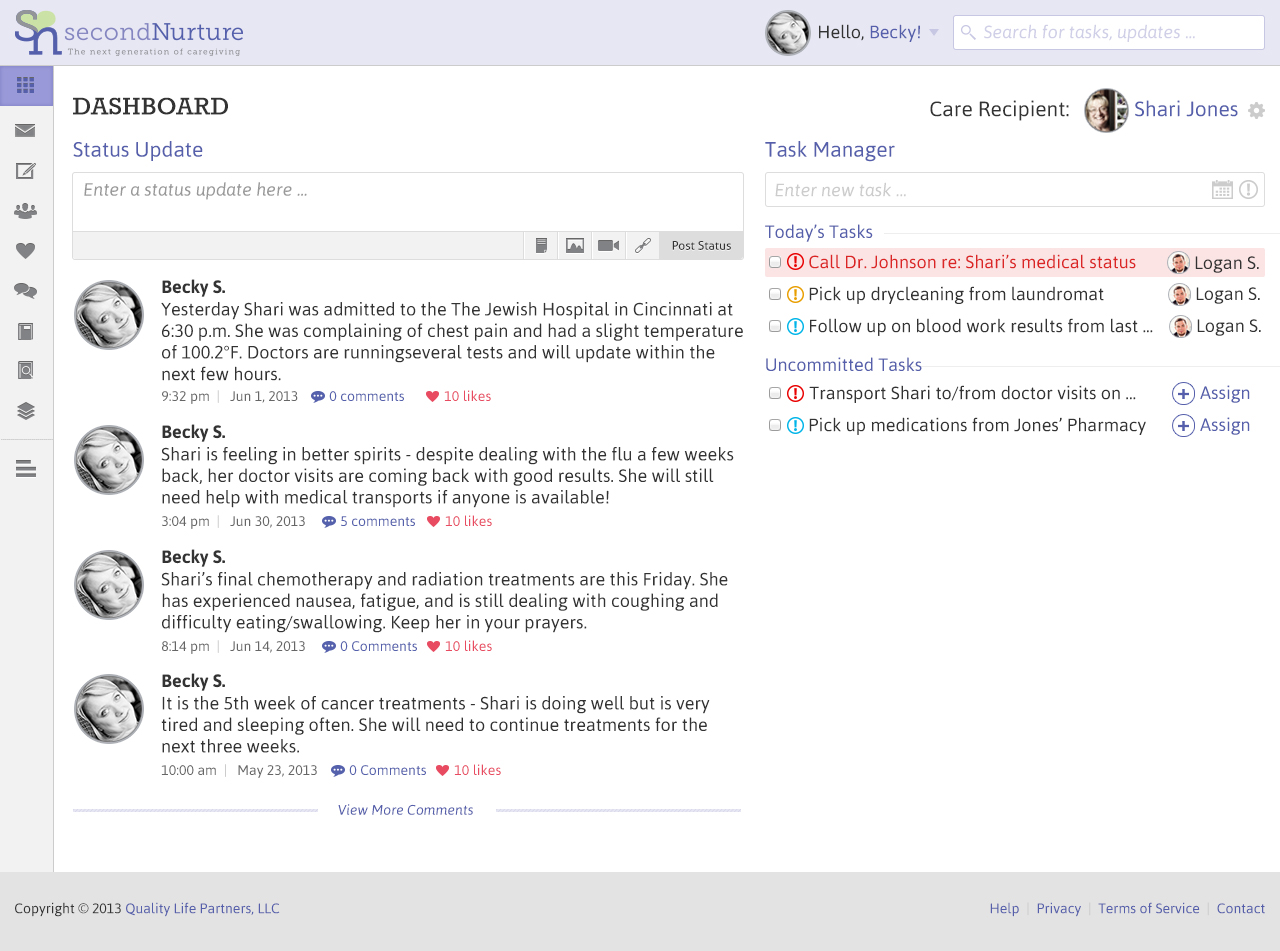 Sn secondNurture
The next generation of caregiving
Hello, Becky!
Search for tasks, updates ...
DASHBOARD
Care Recipient: Shari Jones
Status Update
Enter a status update here ...
Post Status
Becky S.
Yesterday Shari was admitted to the The Jewish Hospital in Cincinnati at
6:30 p.m. She was complaining of chest pain and had a slight temperature
of 100.2°F. Doctors are runningseveral tests and will update within the
next few hours.
9:32 pm | Jun 1, 2013 0 comments 10 likes
Becky S.
Shari is feeling in better spirits - despite dealing with the flu a few weeks
back, her doctor visits are coming back with good results. She will still
need help with medical transports if anyone is available!
3:04 pm | Jun 30, 2013 5 comments 10 likes
Becky S.
Shari’s final chemotherapy and radiation treatments are this Friday. She
has experienced nausea, fatigue, and is still dealing with coughing and
difficulty eating/swallowing. Keep her in your prayers.
8:14 pm | Jun 14, 2013 0 Comments 10 likes
Becky S.
It is the 5th week of cancer treatments - Shari is doing well but is very
tired and sleeping often. She will need to continue treatments for the
next three weeks.
10:00 am | May 23, 2013 0 Comments 10 likes
View More Comments
Task Manager
Enter new task ...
Today’s Tasks
Call Dr. Johnson re: Shari’s medical status Logan S.
Pick up drycleaning from laundromat Logan S.
Follow up on blood work results from last ... Logan S.
Uncommitted Tasks
Transport Shari to/from doctor visits on ... Assign
Pick up medications from Jones’ Pharmacy Assign
Copyright © 2013 Quality Life Partners, LLC
Help | Privacy | Terms of Service | Contact